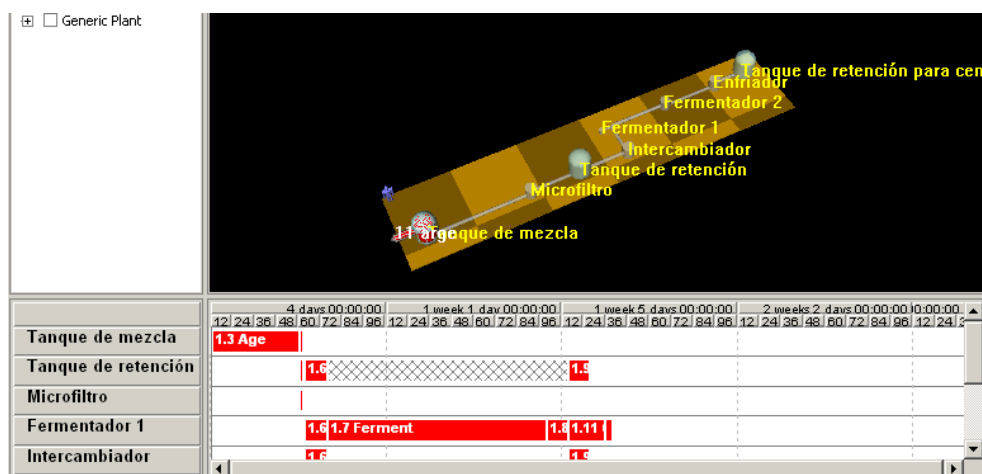 Generic Plant
Tanque de retención para cen
Enfriador
Fermentador 2
Fermentador 1
Intercambiador
Tanque de retención
Microfiltro
Tanque de mezcla
4 days 00:00:00 1 week 1 day 00:00:00 1 week 5 days 00:00:00 2 weeks 2 days 00:00:00 0:00:00
12 24 36 48 60 72 84 96 12 24 36 48 60 72 84 96 12 24 36 48 60 72 84 96 12 24 36 48 60 72 84 96 12 24
Tanque de mezcla 1.3 Age
Tanque de retención 1.6 1.9
Microfiltro
Fermentador 1 1.6 1.7 Ferment 1.8 1.11
Intercambiador